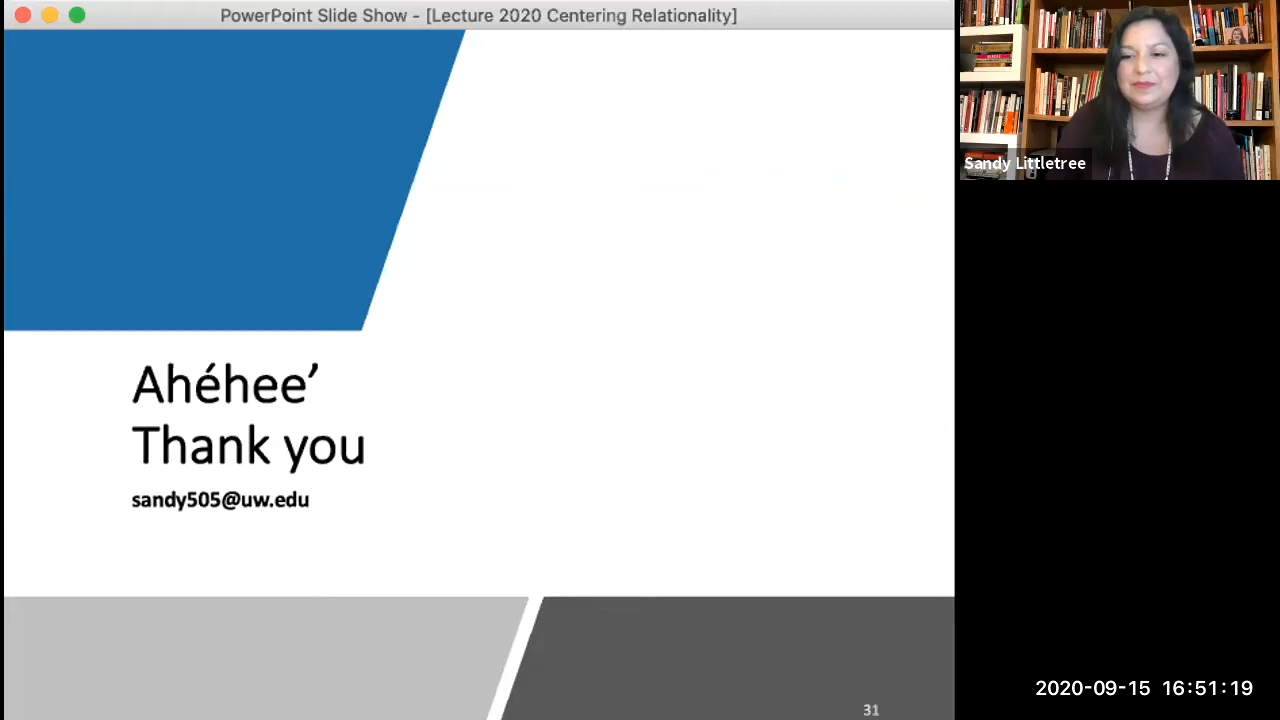 PowerPoint Slide Show - [Lecture 2020 Centering Relationality]
Sandy Littletree
Ahéhee’
Thank you
sandy505@uw.edu
2020-09-15 16:51:19
31